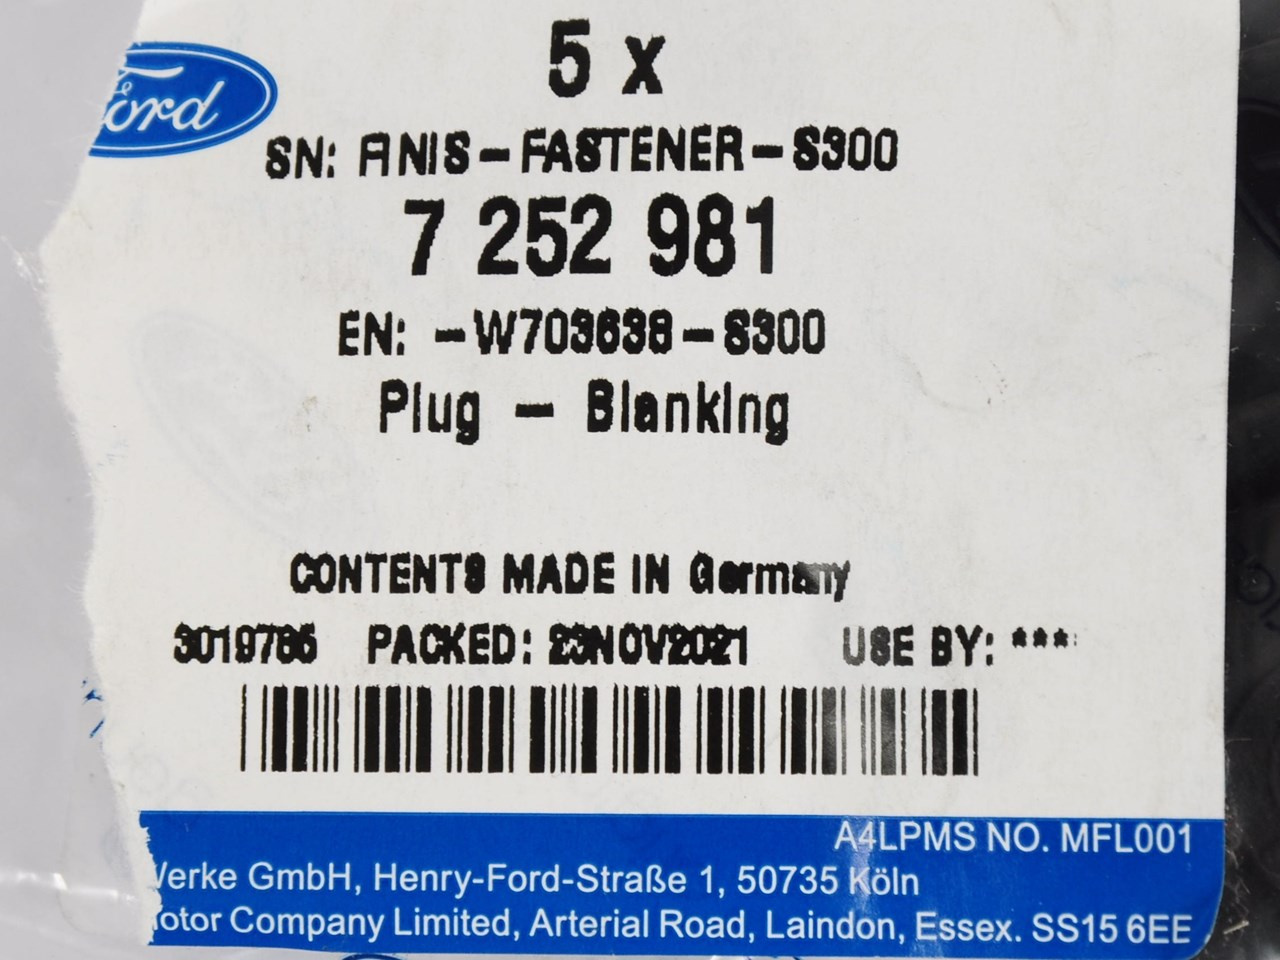 5 x
Ford
SN: ANIS-FASTENER-S300
7 252 981
EN: -W703638-S300
Plug - Blanking
CONTENTS MADE IN Germany
3019786 PACKED: 23NOV2021 USE BY: ***
A4LPMS NO. MFL001
Werke GmbH, Henry-Ford-Straße 1, 50735 Köln
otor Company Limited, Arterial Road, Laindon, Essex. SS15 6EE